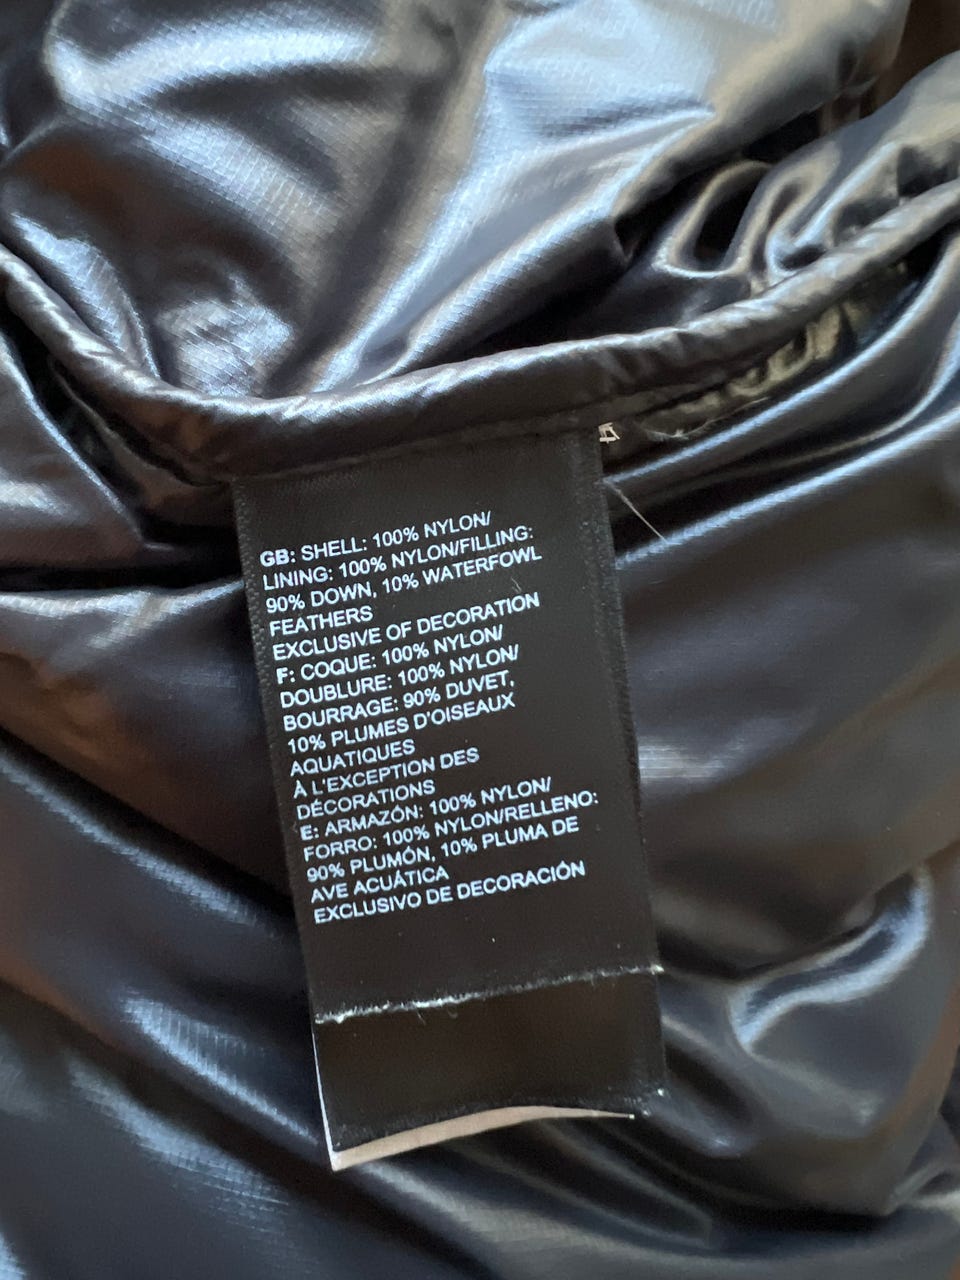 GB: SHELL: 100% NYLON/
LINING: 100% NYLON/FILLING:
90% DOWN, 10% WATERFOWL
FEATHERS
EXCLUSIVE OF DECORATION
F: COQUE: 100% NYLON/
DOUBLURE: 100% NYLON/
BOURRAGE: 90% DUVET,
10% PLUMES D'OISEAUX
AQUATIQUES
À L'EXCEPTION DES
DÉCORATIONS
E: ARMAZÓN: 100% NYLON/
FORRO: 100% NYLON/RELLENO:
90% PLUMÓN, 10% PLUMA DE
AVE ACUÁTICA
EXCLUSIVO DE DECORACIÓN